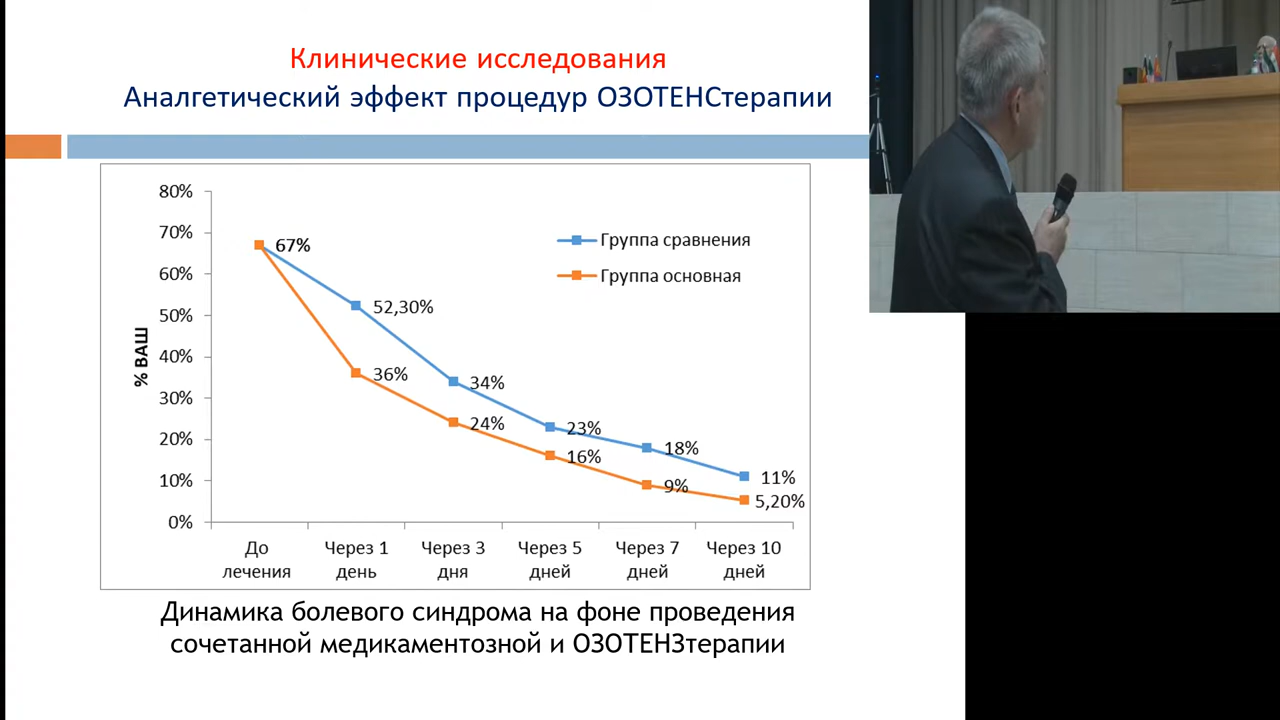 Клинические исследования
Аналгетический эффект процедур ОЗОТЕНСтерапии
80%
70%
60%
50%
40%
30%
20%
10%
0%
% ВАШ
67%
52,30%
34%
23%
18%
11%
36%
24%
16%
9%
5,20%
Группа сравнения
Группа основная
До лечения
Через 1 день
Через 3 дня
Через 5 дней
Через 7 дней
Через 10 дней
Динамика болевого синдрома на фоне проведения
сочетанной медикаментозной и ОЗОТЕНЗтерапии